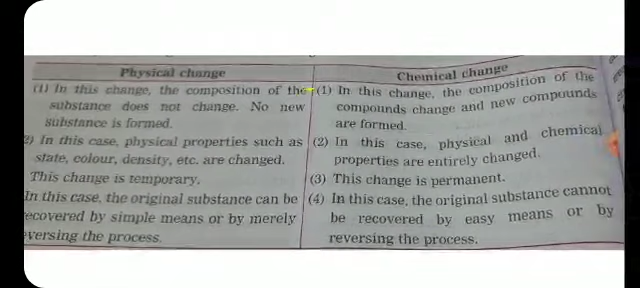 Physical change
(1) In this change, the composition of the
substance does not change. No new
substance is formed.
2) In this case, physical properties such as
state, colour, density, etc. are changed.
This change is temporary.
In this case, the original substance can be
ecovered by simple means or by merely
eversing the process.
Chemical change
(1) In this change, the composition of the
compounds change and new compounds
are formed.
(2) In this case, physical and chemical
properties are entirely changed.
(3) This change is permanent.
(4) In this case, the original substance cannot
be recovered by easy means or by
reversing the process.